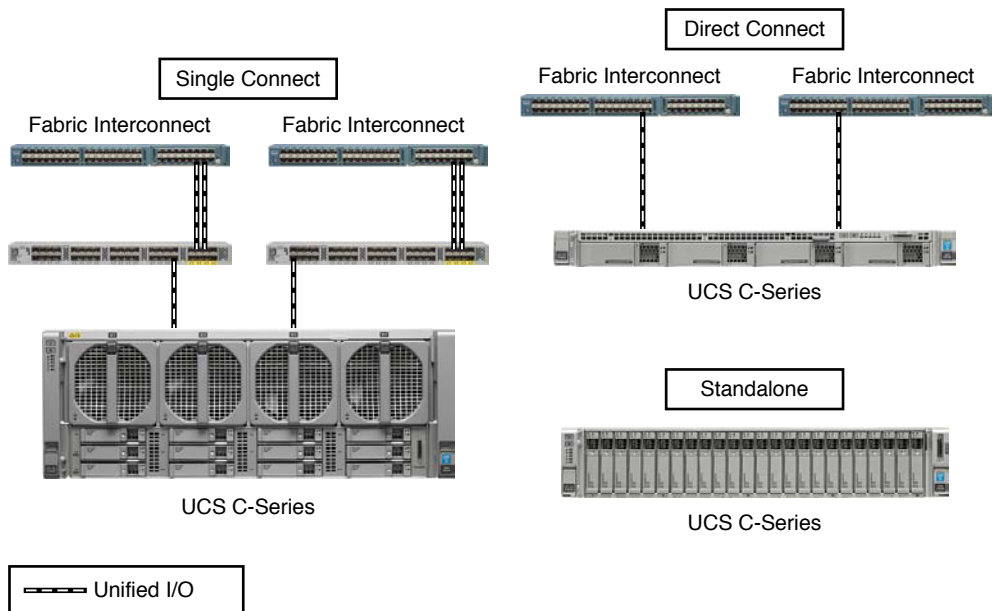 Single Connect
Fabric Interconnect
Fabric Interconnect
UCS C-Series
Direct Connect
Fabric Interconnect
Fabric Interconnect
UCS C-Series
Standalone
UCS C-Series
Unified I/O